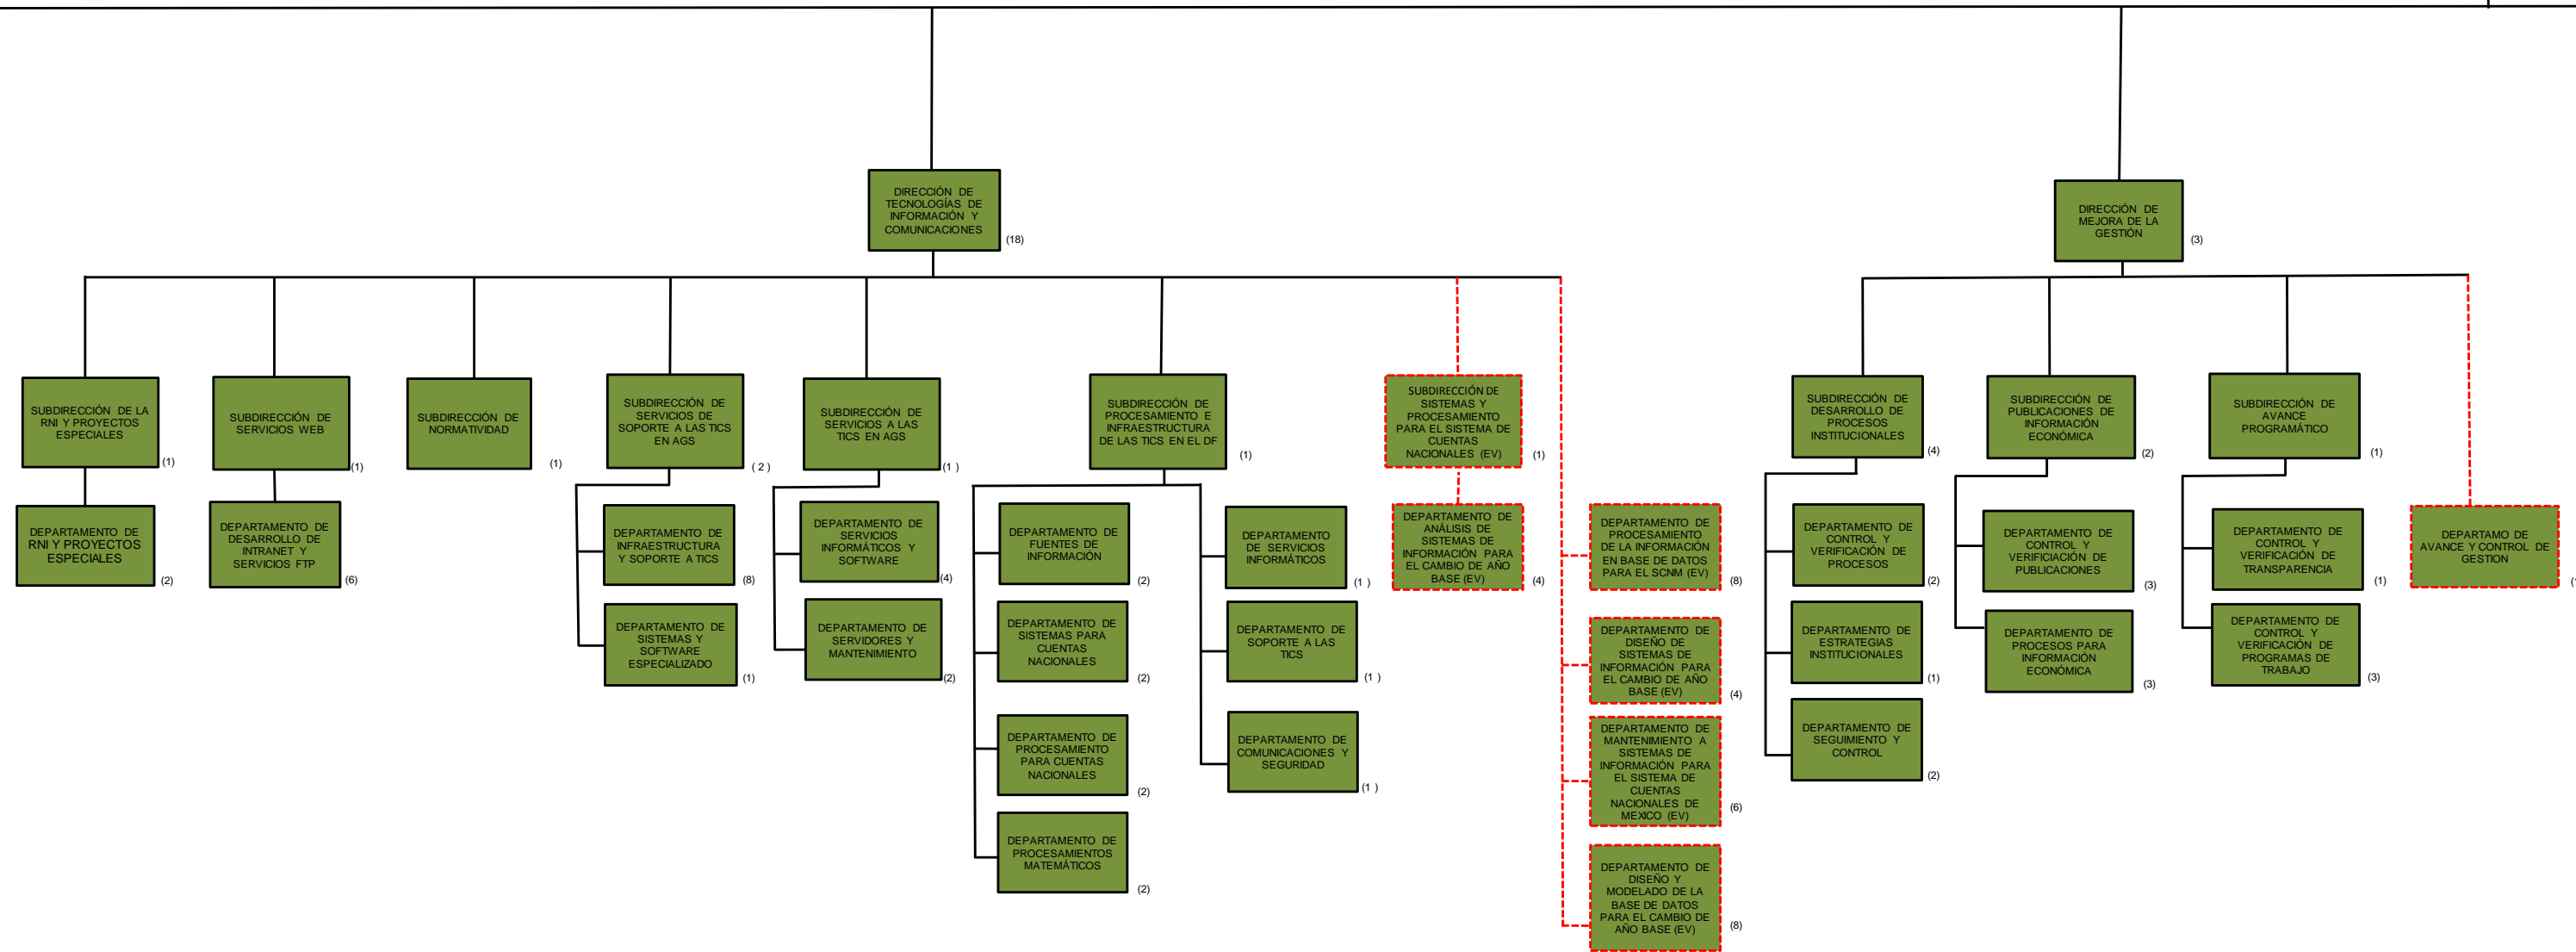 DIRECCIÓN DE
TECNOLOGÍAS DE
INFORMACIÓN Y
COMUNICACIONES
(18)
DIRECCIÓN DE
MEJORA DE LA
GESTIÓN
(3)
SUBDIRECCIÓN DE LA
RNI Y PROYECTOS
ESPECIALES
(1)
SUBDIRECCIÓN DE
SERVICIOS WEB
(1)
SUBDIRECCIÓN DE
NORMATIVIDAD
(1)
SUBDIRECCIÓN DE
SERVICIOS DE
SOPORTE A LAS TICS
EN AGS
( 2 )
SUBDIRECCIÓN DE
SERVICIOS A LAS
TICS EN AGS
(1 )
SUBDIRECCIÓN DE
PROCESAMIENTO E
INFRAESTRUCTURA
DE LAS TICS EN EL DF
(1)
SUBDIRECCIÓN DE
SISTEMAS Y
PROCESAMIENTO
PARA EL SISTEMA DE
CUENTAS
NACIONALES (EV)
(1)
SUBDIRECCIÓN DE
DESARROLLO DE
PROCESOS
INSTITUCIONALES
(4)
SUBDIRECCIÓN DE
PUBLICACIONES DE
INFORMACIÓN
ECONÓMICA
(2)
SUBDIRECCIÓN DE
AVANCE
PROGRAMÁTICO
(1)
DEPARTAMENTO DE
RNI Y PROYECTOS
ESPECIALES
(2)
DEPARTAMENTO DE
DESARROLLO DE
INTRANET Y
SERVICIOS FTP
(6)
DEPARTAMENTO DE
INFRAESTRUCTURA
Y SOPORTE A TICS
(8)
DEPARTAMENTO DE
SISTEMAS Y
SOFTWARE
ESPECIALIZADO
(1)
DEPARTAMENTO DE
SERVICIOS
INFORMÁTICOS Y
SOFTWARE
(4)
DEPARTAMENTO DE
SERVIDORES Y
MANTENIMIENTO
(2)
DEPARTAMENTO DE
FUENTES DE
INFORMACIÓN
(2)
DEPARTAMENTO DE
SISTEMAS PARA
CUENTAS
NACIONALES
(2)
DEPARTAMENTO DE
PROCESAMIENTO
PARA CUENTAS
NACIONALES
(2)
DEPARTAMENTO DE
PROCESAMIENTOS
MATEMÁTICOS
(2)
DEPARTAMENTO
DE SERVICIOS
INFORMÁTICOS
(1 )
DEPARTAMENTO DE
SOPORTE A LAS
TICS
(1 )
DEPARTAMENTO DE
COMUNICACIONES Y
SEGURIDAD
(1 )
DEPARTAMENTO DE
ANÁLISIS DE
SISTEMAS DE
INFORMACIÓN PARA
EL CAMBIO DE AÑO
BASE (EV)
(4)
DEPARTAMENTO DE
PROCESAMIENTO
DE LA INFORMACIÓN
EN BASE DE DATOS
PARA EL SCNM (EV)
(8)
DEPARTAMENTO DE
DISEÑO DE
SISTEMAS DE
INFORMACIÓN PARA
EL CAMBIO DE AÑO
BASE (EV)
(4)
DEPARTAMENTO DE
MANTENIMIENTO A
SISTEMAS DE
INFORMACIÓN PARA
EL SISTEMA DE
CUENTAS
NACIONALES DE
MEXICO (EV)
(6)
DEPARTAMENTO DE
DISEÑO Y
MODELADO DE LA
BASE DE DATOS
PARA EL CAMBIO DE
AÑO BASE (EV)
(8)
DEPARTAMENTO DE
CONTROL Y
VERIFICACIÓN DE
PROCESOS
(2)
DEPARTAMENTO DE
ESTRATEGIAS
INSTITUCIONALES
(1)
DEPARTAMENTO DE
SEGUIMIENTO Y
CONTROL
(2)
DEPARTAMENTO DE
CONTROL Y
VERIFICIACIÓN DE
PUBLICACIONES
(3)
DEPARTAMENTO DE
PROCESOS PARA
INFORMACIÓN
ECONÓMICA
(3)
DEPARTAMENTO DE
CONTROL Y
VERIFICACIÓN DE
TRANSPARENCIA
(1)
DEPARTAMENTO DE
CONTROL Y
VERIFICACIÓN DE
PROGRAMAS DE
TRABAJO
(3)
DEPARTAMO DE
AVANCE Y CONTROL DE
GESTION